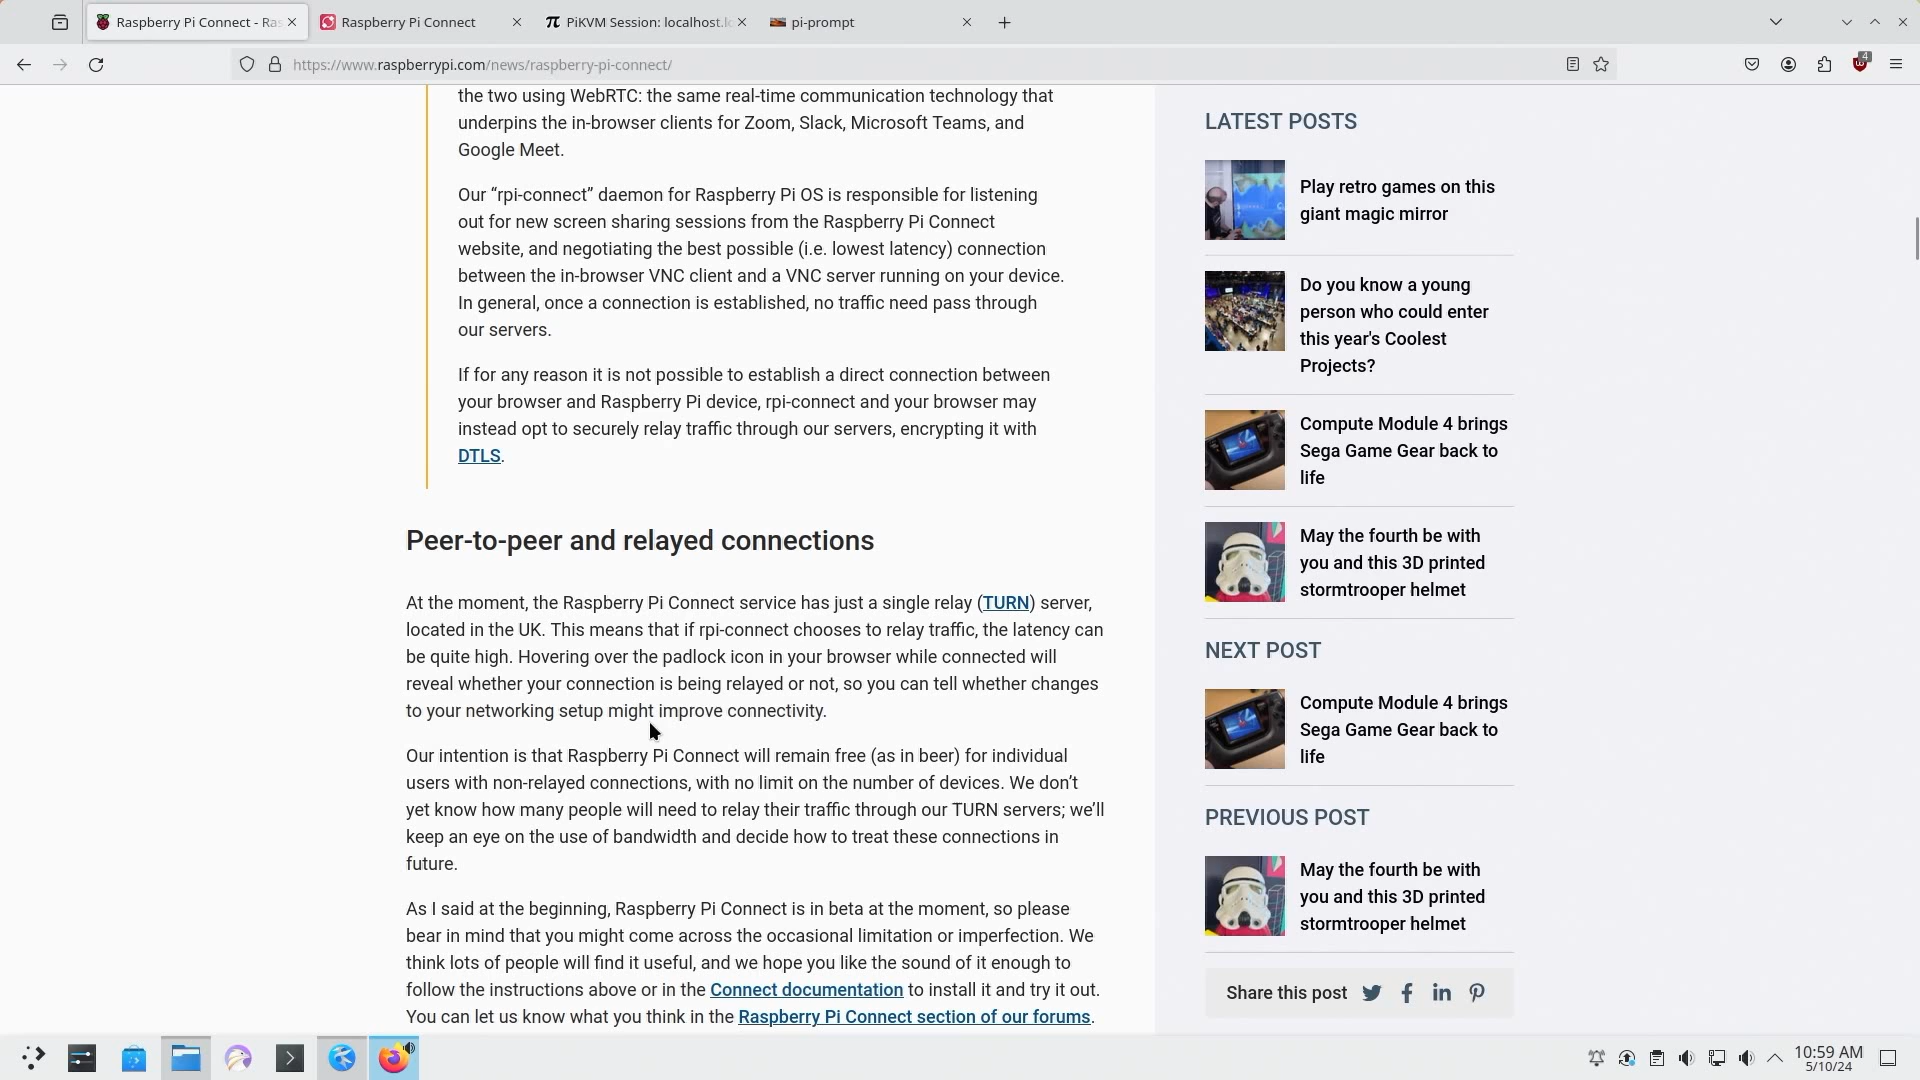 Raspberry Pi Connect - Ras
Raspberry Pi Connect
PiKVM Session: localhost.lo
pi-prompt
https://www.raspberrypi.com/news/raspberry-pi-connect/
4
the two using WebRTC: the same real-time communication technology that
underpins the in-browser clients for Zoom, Slack, Microsoft Teams, and
Google Meet.
Our “rpi-connect” daemon for Raspberry Pi OS is responsible for listening
out for new screen sharing sessions from the Raspberry Pi Connect
website, and negotiating the best possible (i.e. lowest latency) connection
between the in-browser VNC client and a VNC server running on your device.
In general, once a connection is established, no traffic need pass through
our servers.
If for any reason it is not possible to establish a direct connection between
your browser and Raspberry Pi device, rpi-connect and your browser may
instead opt to securely relay traffic through our servers, encrypting it with
DTLS.
Peer-to-peer and relayed connections
At the moment, the Raspberry Pi Connect service has just a single relay (TURN) server,
located in the UK. This means that if rpi-connect chooses to relay traffic, the latency can
be quite high. Hovering over the padlock icon in your browser while connected will
reveal whether your connection is being relayed or not, so you can tell whether changes
to your networking setup might improve connectivity.
Our intention is that Raspberry Pi Connect will remain free (as in beer) for individual
users with non-relayed connections, with no limit on the number of devices. We don’t
yet know how many people will need to relay their traffic through our TURN servers; we’ll
keep an eye on the use of bandwidth and decide how to treat these connections in
future.
As I said at the beginning, Raspberry Pi Connect is in beta at the moment, so please
bear in mind that you might come across the occasional limitation or imperfection. We
think lots of people will find it useful, and we hope you like the sound of it enough to
follow the instructions above or in the Connect documentation to install it and try it out.
You can let us know what you think in the Raspberry Pi Connect section of our forums.
LATEST POSTS
Play retro games on this
giant magic mirror
Do you know a young
person who could enter
this year's Coolest
Projects?
Compute Module 4 brings
Sega Game Gear back to
life
May the fourth be with
you and this 3D printed
stormtrooper helmet
NEXT POST
Compute Module 4 brings
Sega Game Gear back to
life
PREVIOUS POST
May the fourth be with
you and this 3D printed
stormtrooper helmet
Share this post
10:59 AM
5/10/24